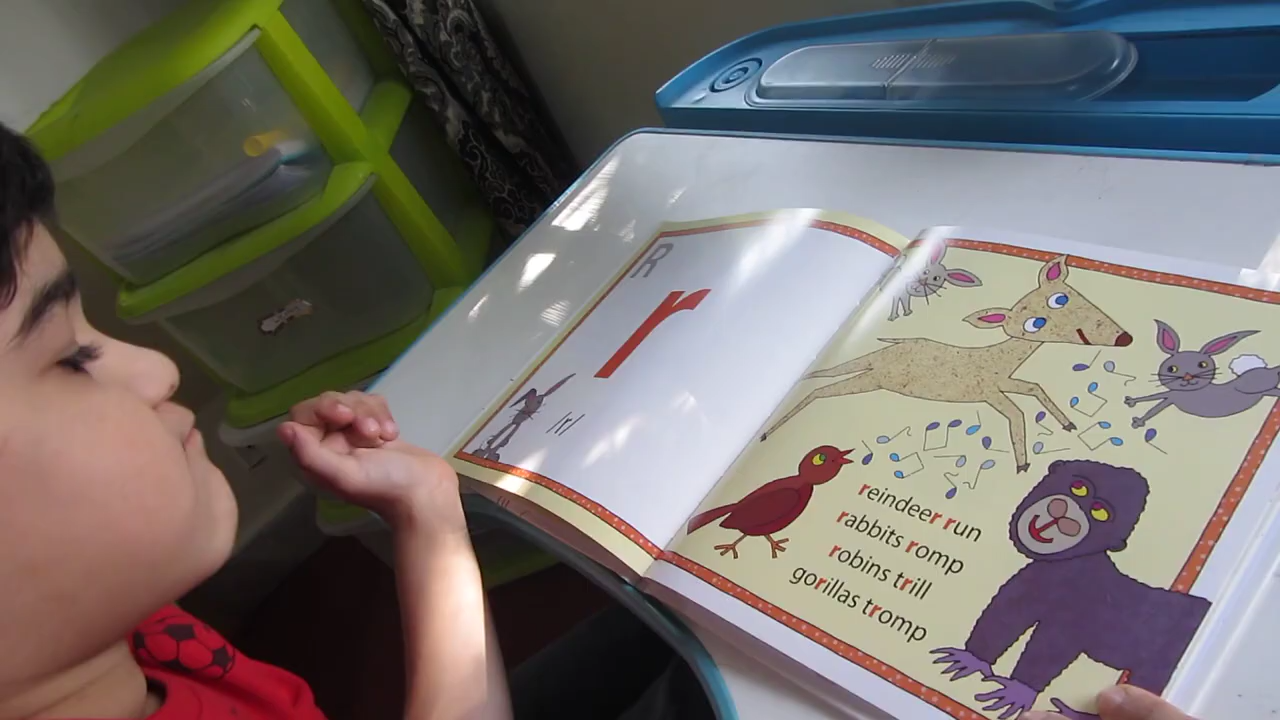 R
r
/r/
reindeer run
rabbits romp
robins trill
gorillas tromp